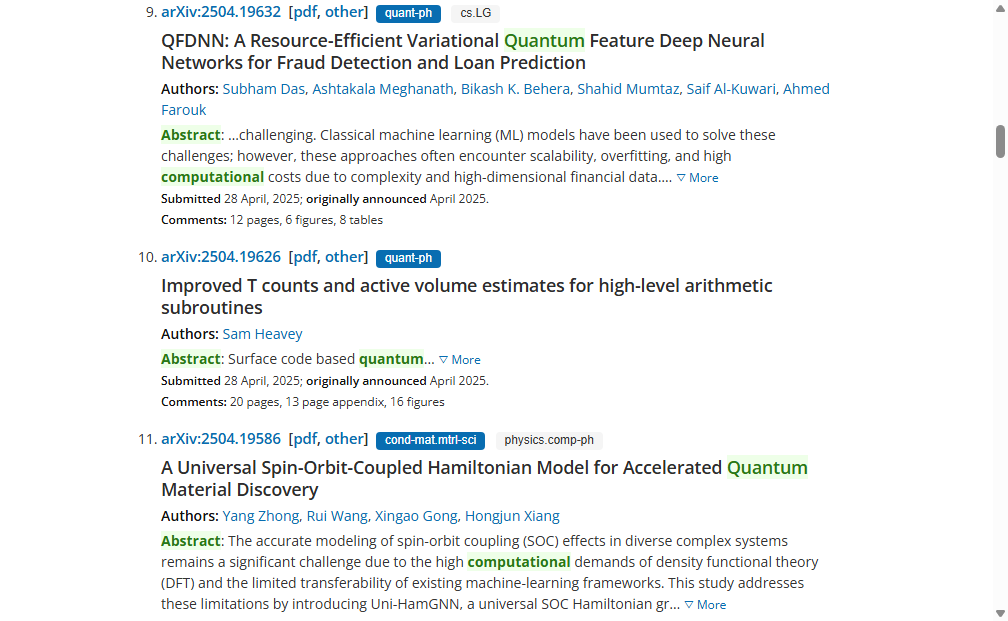 9. arXiv:2504.19632 [pdf, other] quant-ph cs.LG
QFDNN: A Resource-Efficient Variational Quantum Feature Deep Neural
Networks for Fraud Detection and Loan Prediction
Authors: Subham Das, Ashtakala Meghanath, Bikash K. Behera, Shahid Mumtaz, Saif Al-Kuwari, Ahmed
Farouk
Abstract: …challenging. Classical machine learning (ML) models have been used to solve these
challenges; however, these approaches often encounter scalability, overfitting, and high
computational costs due to complexity and high-dimensional financial data.… ▽ More
Submitted 28 April, 2025; originally announced April 2025.
Comments: 12 pages, 6 figures, 8 tables
10. arXiv:2504.19626 [pdf, other] quant-ph
Improved T counts and active volume estimates for high-level arithmetic
subroutines
Authors: Sam Heavey
Abstract: Surface code based quantum… ▽ More
Submitted 28 April, 2025; originally announced April 2025.
Comments: 20 pages, 13 page appendix, 16 figures
11. arXiv:2504.19586 [pdf, other] cond-mat.mtrl-sci physics.comp-ph
A Universal Spin-Orbit-Coupled Hamiltonian Model for Accelerated Quantum
Material Discovery
Authors: Yang Zhong, Rui Wang, Xingao Gong, Hongjun Xiang
Abstract: The accurate modeling of spin-orbit coupling (SOC) effects in diverse complex systems
remains a significant challenge due to the high computational demands of density functional theory
(DFT) and the limited transferability of existing machine-learning frameworks. This study addresses
these limitations by introducing Uni-HamGNN, a universal SOC Hamiltonian gr… ▽ More